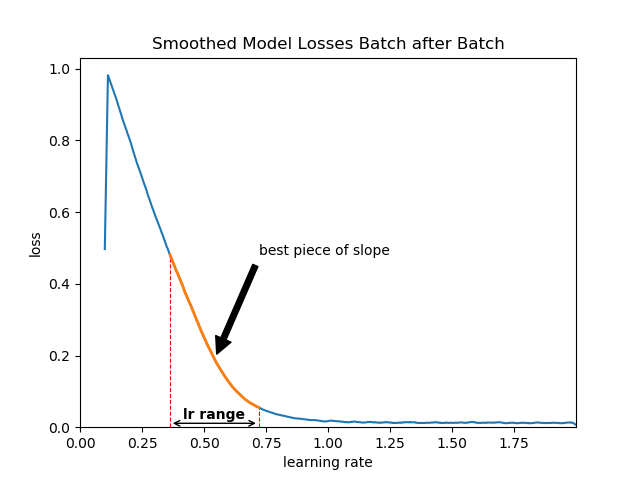 Smoothed Model Losses Batch after Batch
1.0
0.8
0.6
0.4
0.2
0.0
loss
best piece of slope
lr range
0.00 0.25 0.50 0.75 1.00 1.25 1.50 1.75
learning rate